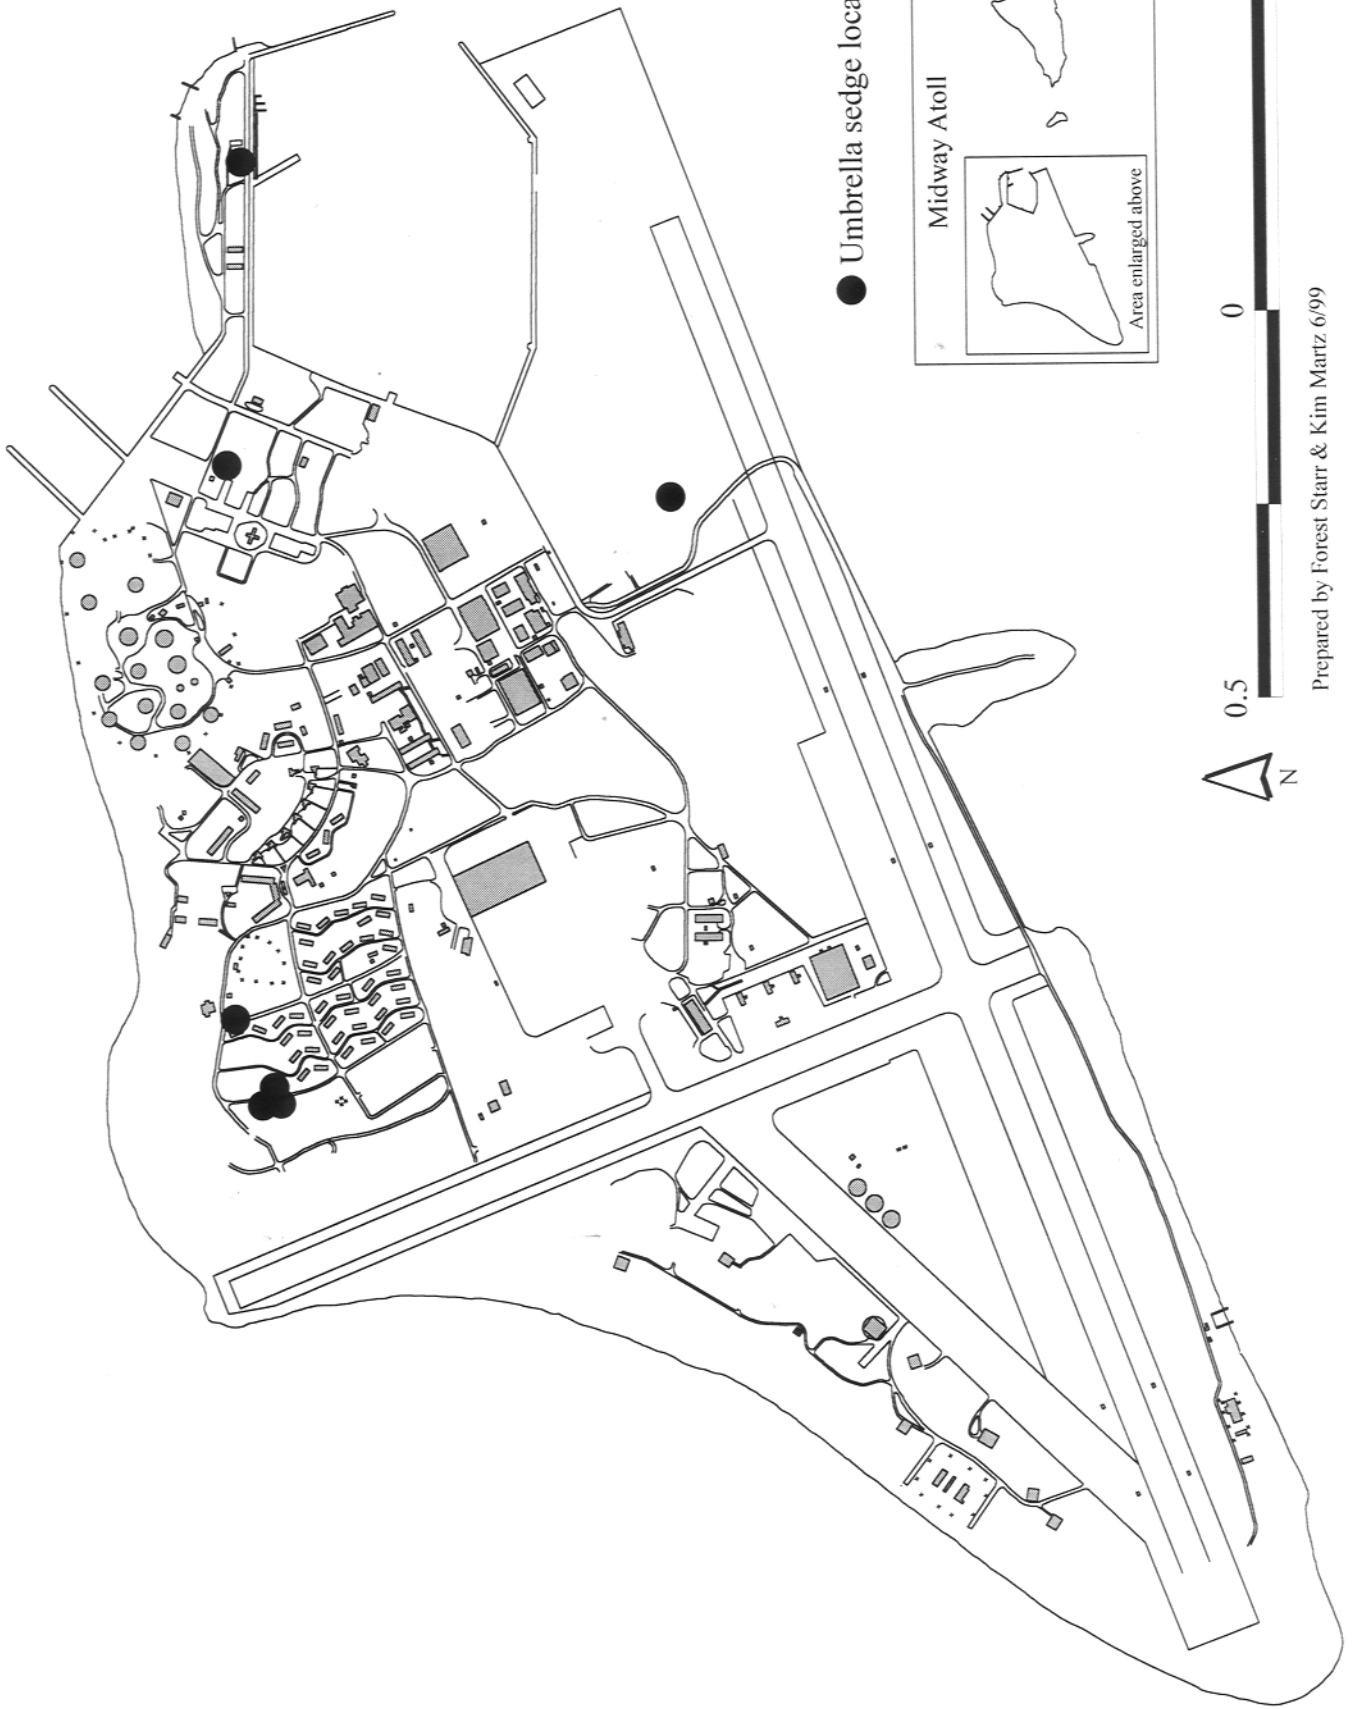 Umbrella sedge loca
Midway Atoll
Area enlarged above
0.5
0
N
Prepared by Forest Starr & Kim Martz 6/99